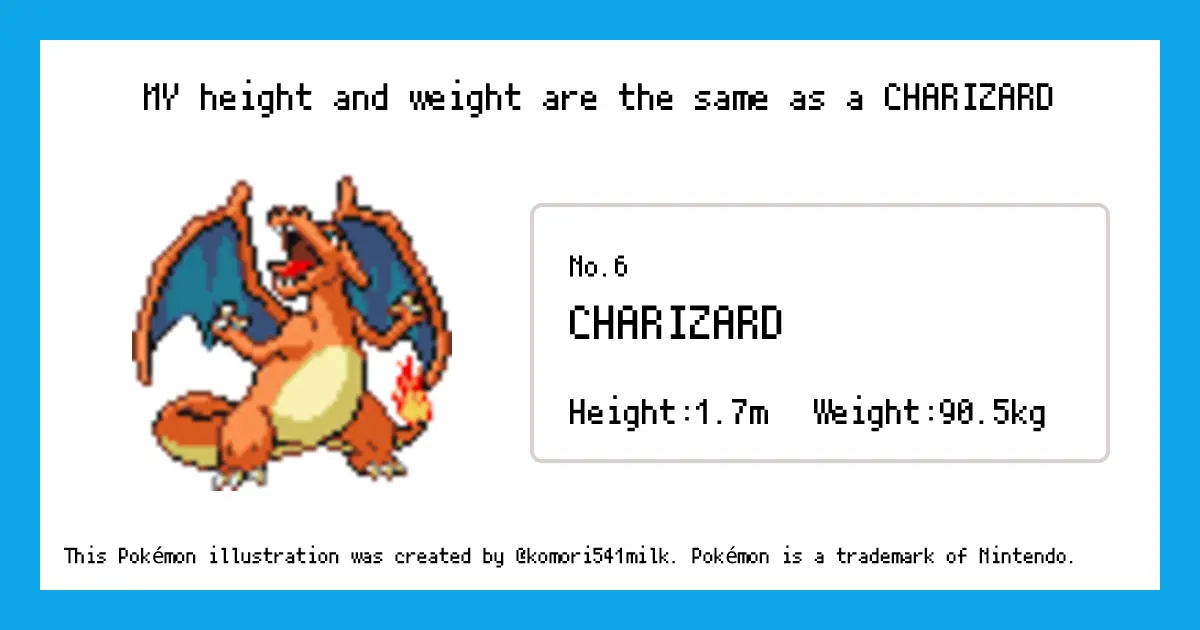 MY height and weight are the same as a CHARIZARD
No.6
CHARIZARD
Height:1.7m Weight:90.5kg
This Pokémon illustration was created by @komori541milk. Pokémon is a trademark of Nintendo.